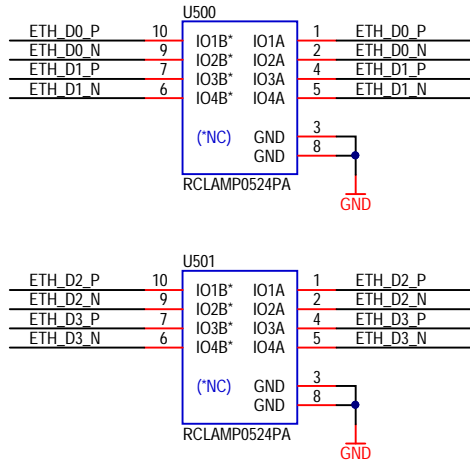 U500
ETH_D0_P 10 IO1B* IO1A 1 ETH_D0_P
ETH_D0_N 9 IO2B* IO2A 2 ETH_D0_N
ETH_D1_P 7 IO3B* IO3A 4 ETH_D1_P
ETH_D1_N 6 IO4B* IO4A 5 ETH_D1_N
(*NC) GND 3
GND 8
RCLAMP0524PA
GND
U501
ETH_D2_P 10 IO1B* IO1A 1 ETH_D2_P
ETH_D2_N 9 IO2B* IO2A 2 ETH_D2_N
ETH_D3_P 7 IO3B* IO3A 4 ETH_D3_P
ETH_D3_N 6 IO4B* IO4A 5 ETH_D3_N
(*NC) GND 3
GND 8
RCLAMP0524PA
GND